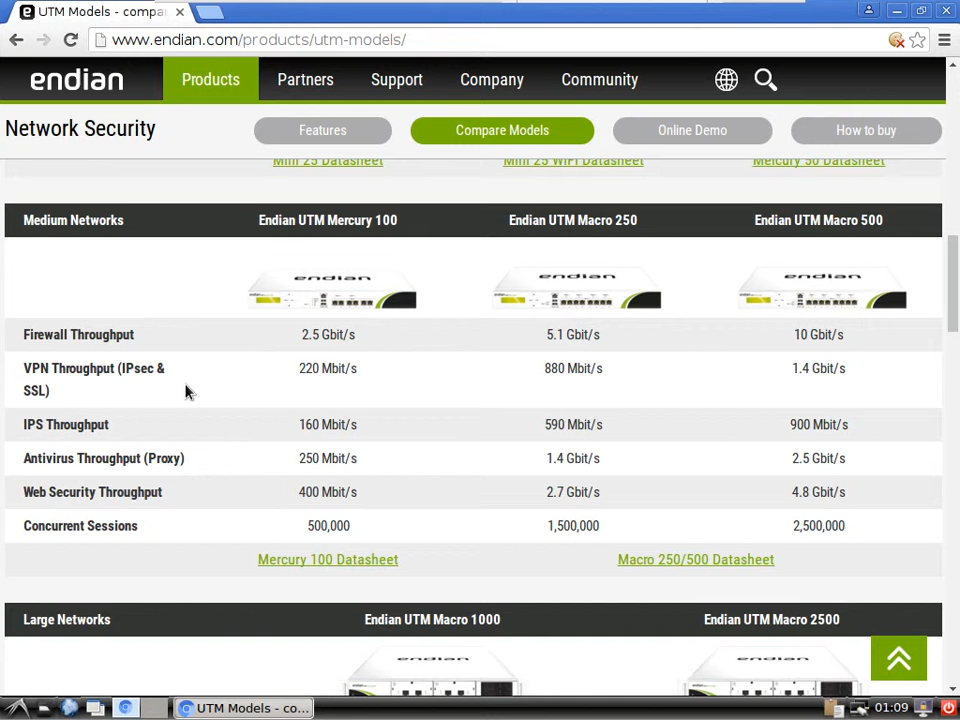 UTM Models - compa
www.endian.com/products/utm-models/
endian Products Partners Support Company Community
Network Security Features Compare Models Online Demo How to buy
Mini 25 Datasheet Mini 25 WiFi Datasheet Mercury 50 Datasheet
Medium Networks Endian UTM Mercury 100 Endian UTM Macro 250 Endian UTM Macro 500
endian endian endian
Firewall Throughput 2.5 Gbit/s 5.1 Gbit/s 10 Gbit/s
VPN Throughput (IPsec & 220 Mbit/s 880 Mbit/s 1.4 Gbit/s
SSL)
IPS Throughput 160 Mbit/s 590 Mbit/s 900 Mbit/s
Antivirus Throughput (Proxy) 250 Mbit/s 1.4 Gbit/s 2.5 Gbit/s
Web Security Throughput 400 Mbit/s 2.7 Gbit/s 4.8 Gbit/s
Concurrent Sessions 500,000 1,500,000 2,500,000
Mercury 100 Datasheet Macro 250/500 Datasheet
Large Networks Endian UTM Macro 1000 Endian UTM Macro 2500
endian endian
UTM Models - co... 01:09